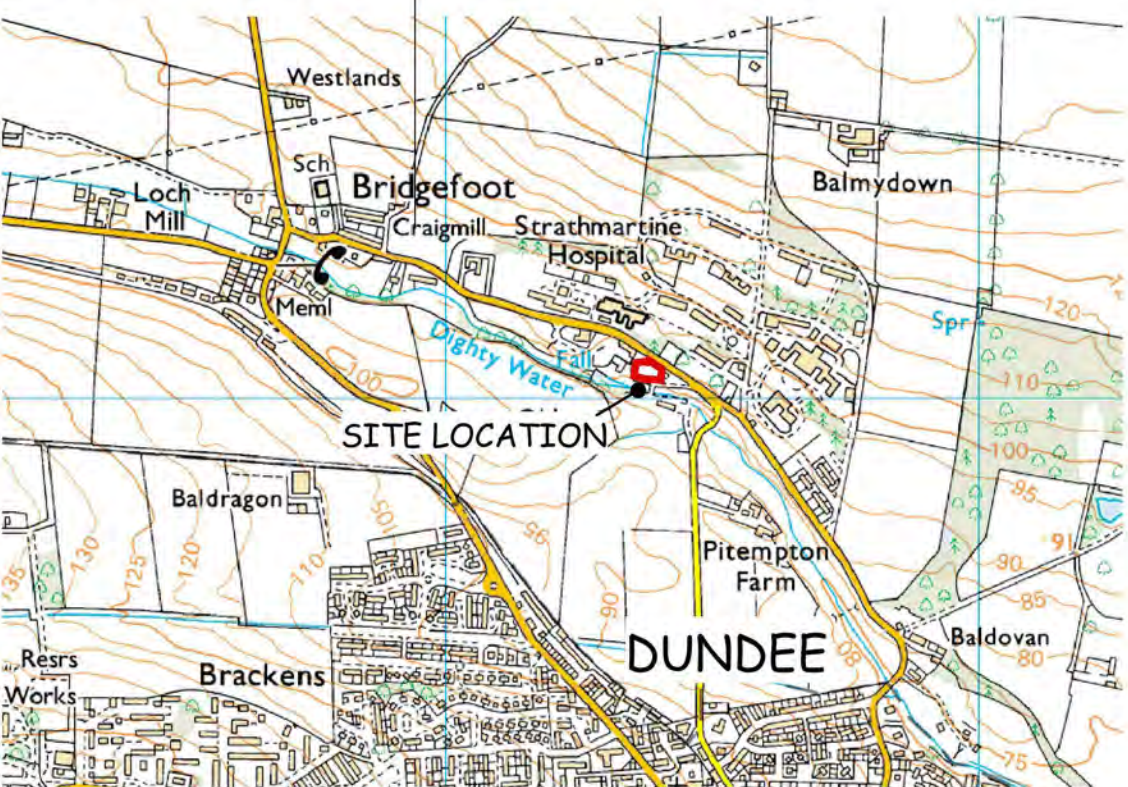 Westlands
Sch
Bridgefoot
Loch
Mill
Balmydown
Craigmill
Strathmartine
Hospital
Meml
120
Spr
Dighty Water
Fall
100
110
SITE LOCATION
100
95
Baldragon
105
95
91
130
135
125
120
110
Pitempton
Farm
90
90
85
DUNDEE
Baldovan
80
80
Resrs
Works
Brackens
75